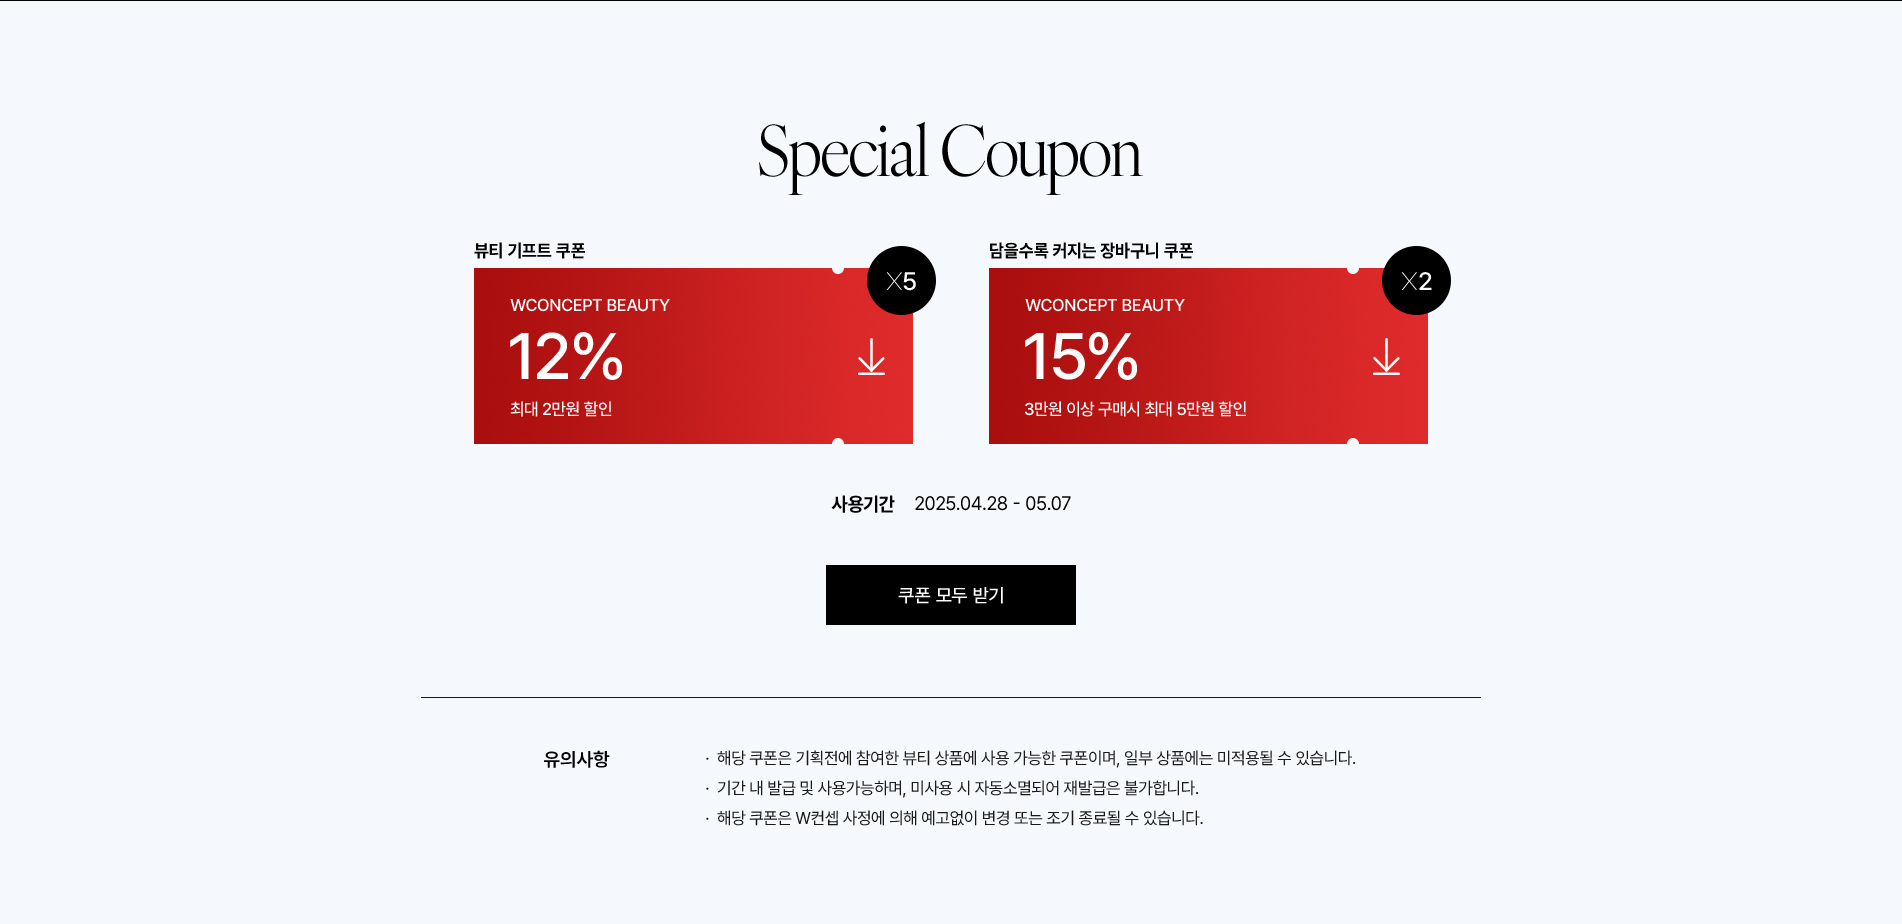 Special Coupon
뷰티 기프트 쿠폰
X5
WCONCEPT BEAUTY
12%
최대 2만원 할인
담을수록 커지는 장바구니 쿠폰
X2
WCONCEPT BEAUTY
15%
3만원 이상 구매시 최대 5만원 할인
사용기간 2025.04.28 - 05.07
쿠폰 모두 받기
유의사항
· 해당 쿠폰은 기획전에 참여한 뷰티 상품에 사용 가능한 쿠폰이며, 일부 상품에는 미적용될 수 있습니다.
· 기간 내 발급 및 사용가능하며, 미사용 시 자동소멸되어 재발급은 불가합니다.
· 해당 쿠폰은 W컨셉 사정에 의해 예고없이 변경 또는 조기 종료될 수 있습니다.